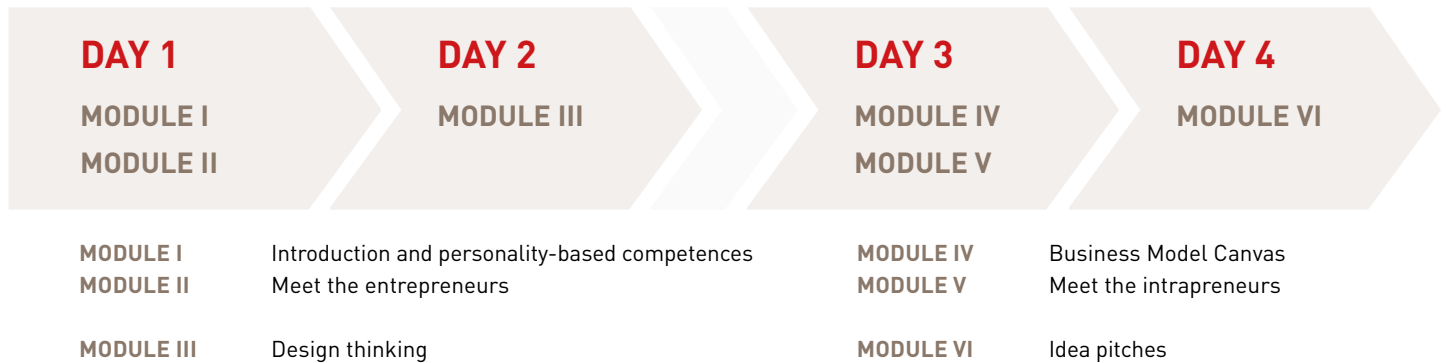 DAY 1
MODULE I
MODULE II
DAY 2
MODULE III
DAY 3
MODULE IV
MODULE V
DAY 4
MODULE VI
MODULE I Introduction and personality-based competences
MODULE II Meet the entrepreneurs
MODULE III Design thinking
MODULE IV Business Model Canvas
MODULE V Meet the intrapreneurs
MODULE VI Idea pitches